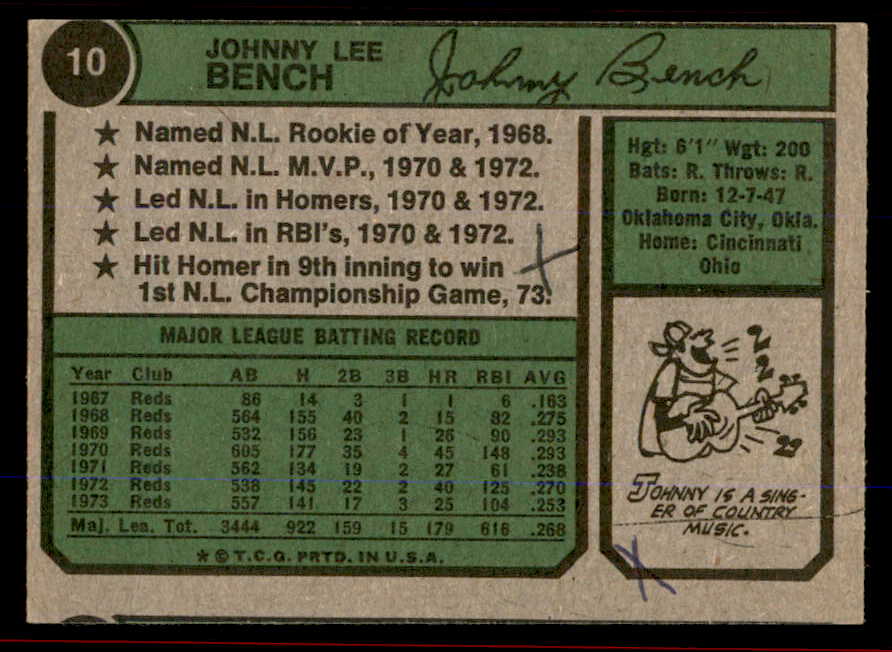 10
JOHNNY LEE
BENCH
Johnny Bench
★ Named N.L. Rookie of Year, 1968.
★ Named N.L. M.V.P., 1970 & 1972.
★ Led N.L. in Homers, 1970 & 1972.
★ Led N.L. in RBI's, 1970 & 1972.
★ Hit Homer in 9th inning to win
1st N.L. Championship Game, 73.
Hgt: 6'1" Wgt: 200
Bats: R. Throws: R.
Born: 12-7-47
Oklahoma City, Okla.
Home: Cincinnati
Ohio
MAJOR LEAGUE BATTING RECORD
Year Club AB H 2B 3B HR RBI AVG
1967 Reds 86 14 3 1 1 6 .163
1968 Reds 564 155 40 2 15 82 .275
1969 Reds 532 156 23 1 26 90 .293
1970 Reds 605 177 35 4 45 148 .293
1971 Reds 562 134 19 2 27 61 .238
1972 Reds 538 145 22 2 40 125 .270
1973 Reds 557 141 17 3 25 104 .253
Maj. Lea. Tot. 3444 922 159 15 179 616 .268
★ © T.C.G. PRTD. IN U.S.A.
JOHNNY IS A SING-
ER OF COUNTRY
MUSIC.